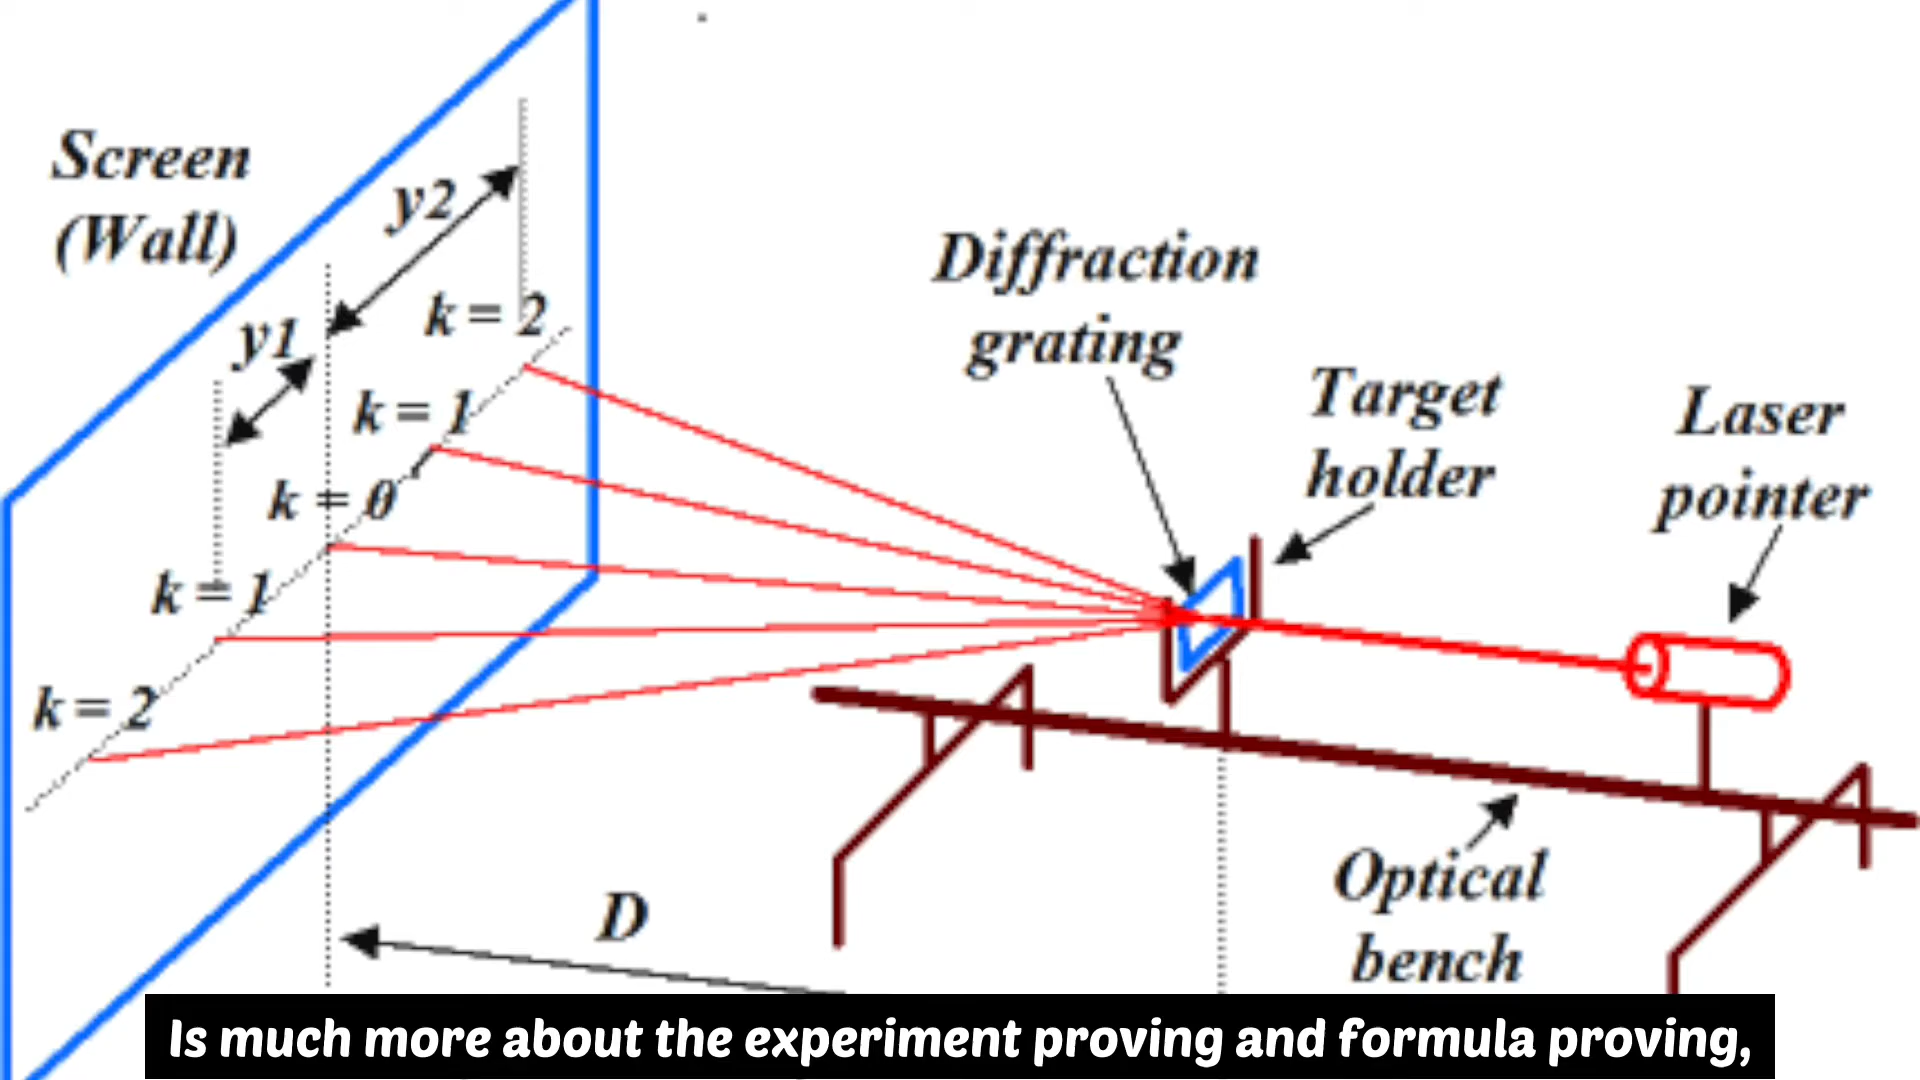 Screen
(Wall)
y2
k = 2
y1
k = 1
k = 0
k = 1
k = 2
Diffraction
grating
Target
holder
Laser
pointer
Optical
bench
D
Is much more about the experiment proving and formula proving,